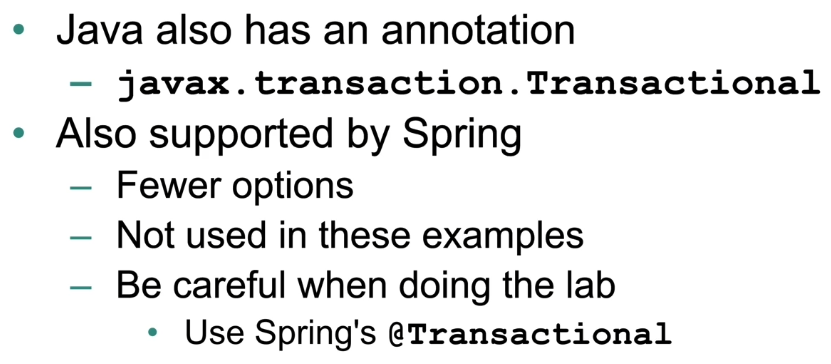 • Java also has an annotation
– javax.transaction.Transactional
• Also supported by Spring
– Fewer options
– Not used in these examples
– Be careful when doing the lab
• Use Spring's @Transactional